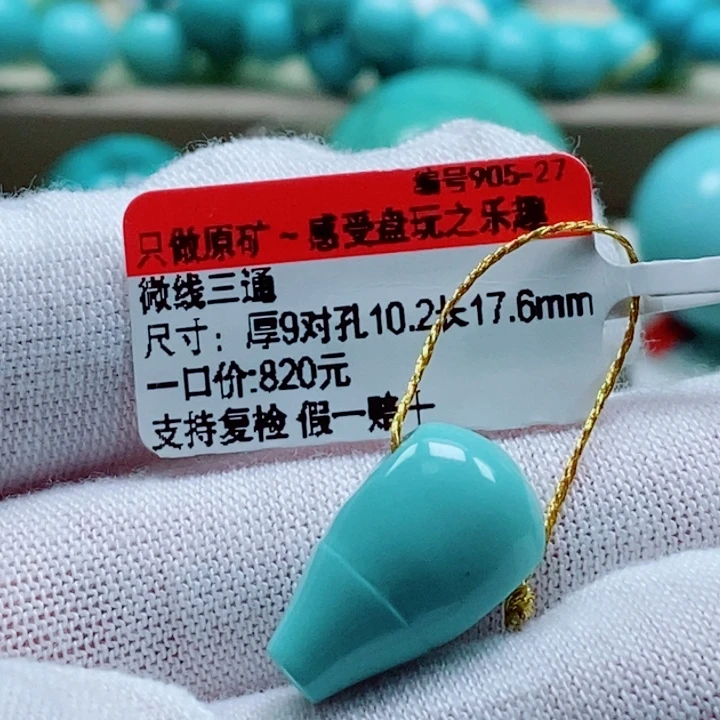 编号905-27
只做原矿~感受盘玩之乐趣
微线三通
尺寸：厚9对孔10.2长17.6mm
一口价:820元
支持复检 假一赔十